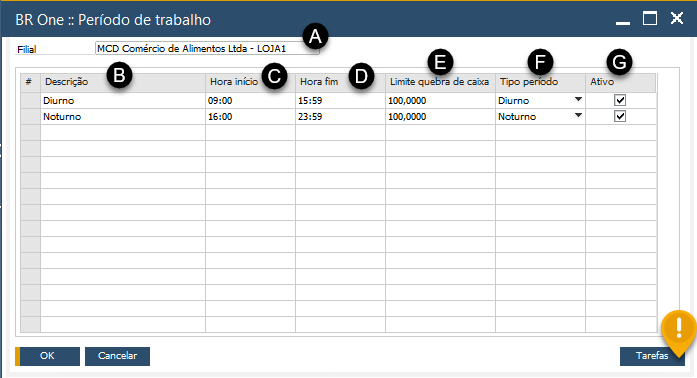 BR One :: Período de trabalho
Filial MCD Comércio de Alimentos Ltda - LOJA1 A
# Descrição B Hora início C Hora fim D Limite quebra de caixa E Tipo período F Ativo G
Diurno 09:00 15:59 100,0000 Diurno
Noturno 16:00 23:59 100,0000 Noturno
OK Cancelar Tarefas !